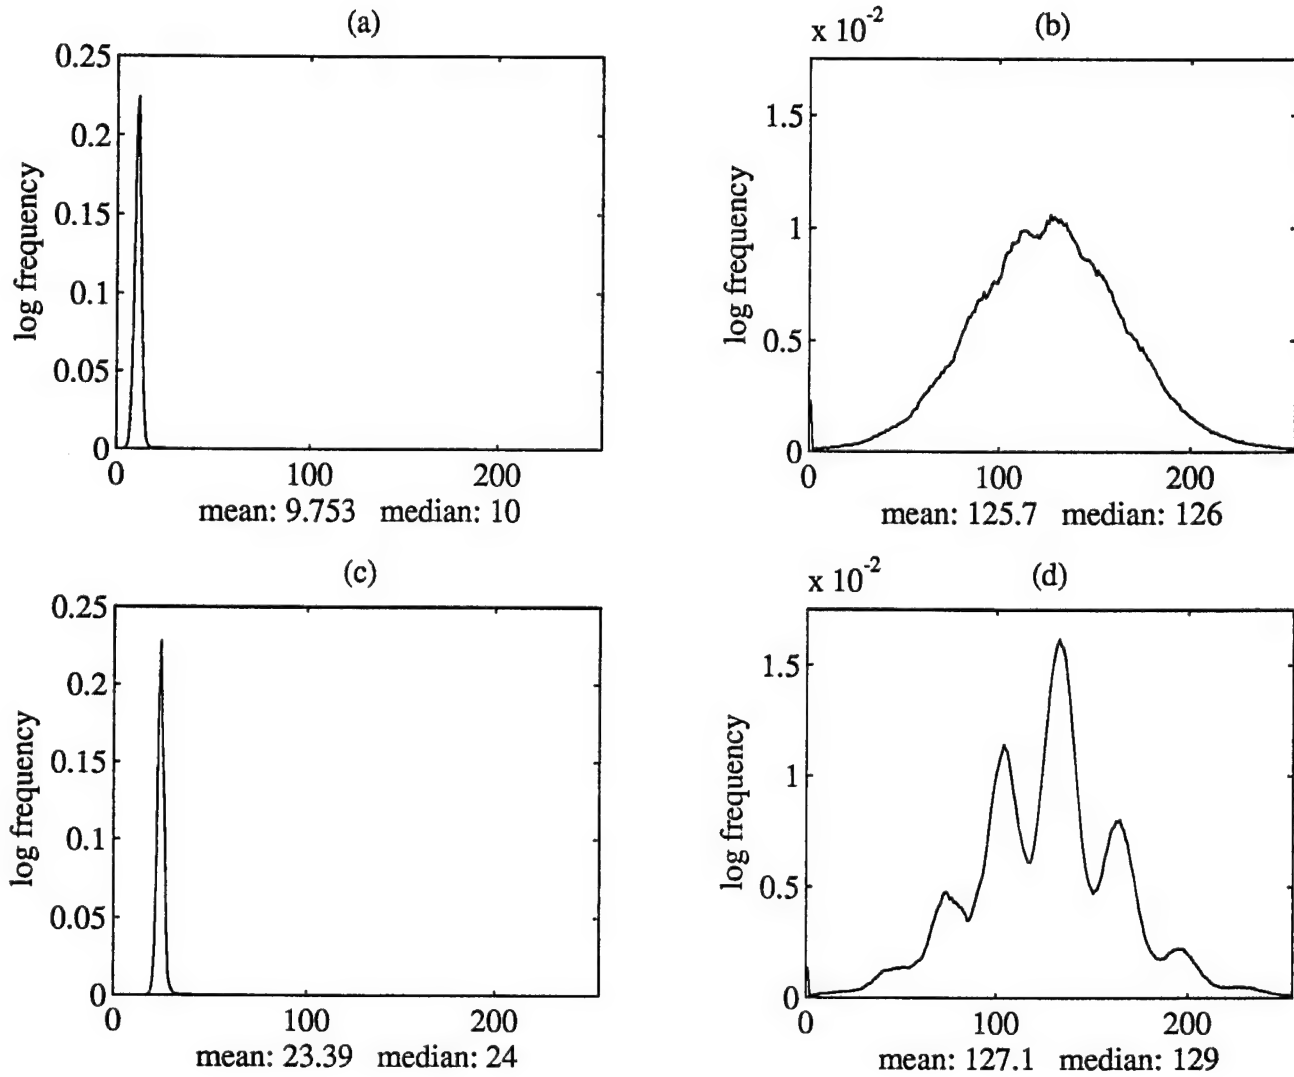 (a)
0.25
0.2
0.15
0.1
0.05
0
log frequency
0 100 200
mean: 9.753 median: 10
x 10^-2
(b)
1.5
1
0.5
0
log frequency
0 100 200
mean: 125.7 median: 126
(c)
0.25
0.2
0.15
0.1
0.05
0
log frequency
0 100 200
mean: 23.39 median: 24
x 10^-2
(d)
1.5
1
0.5
0
log frequency
0 100 200
mean: 127.1 median: 129